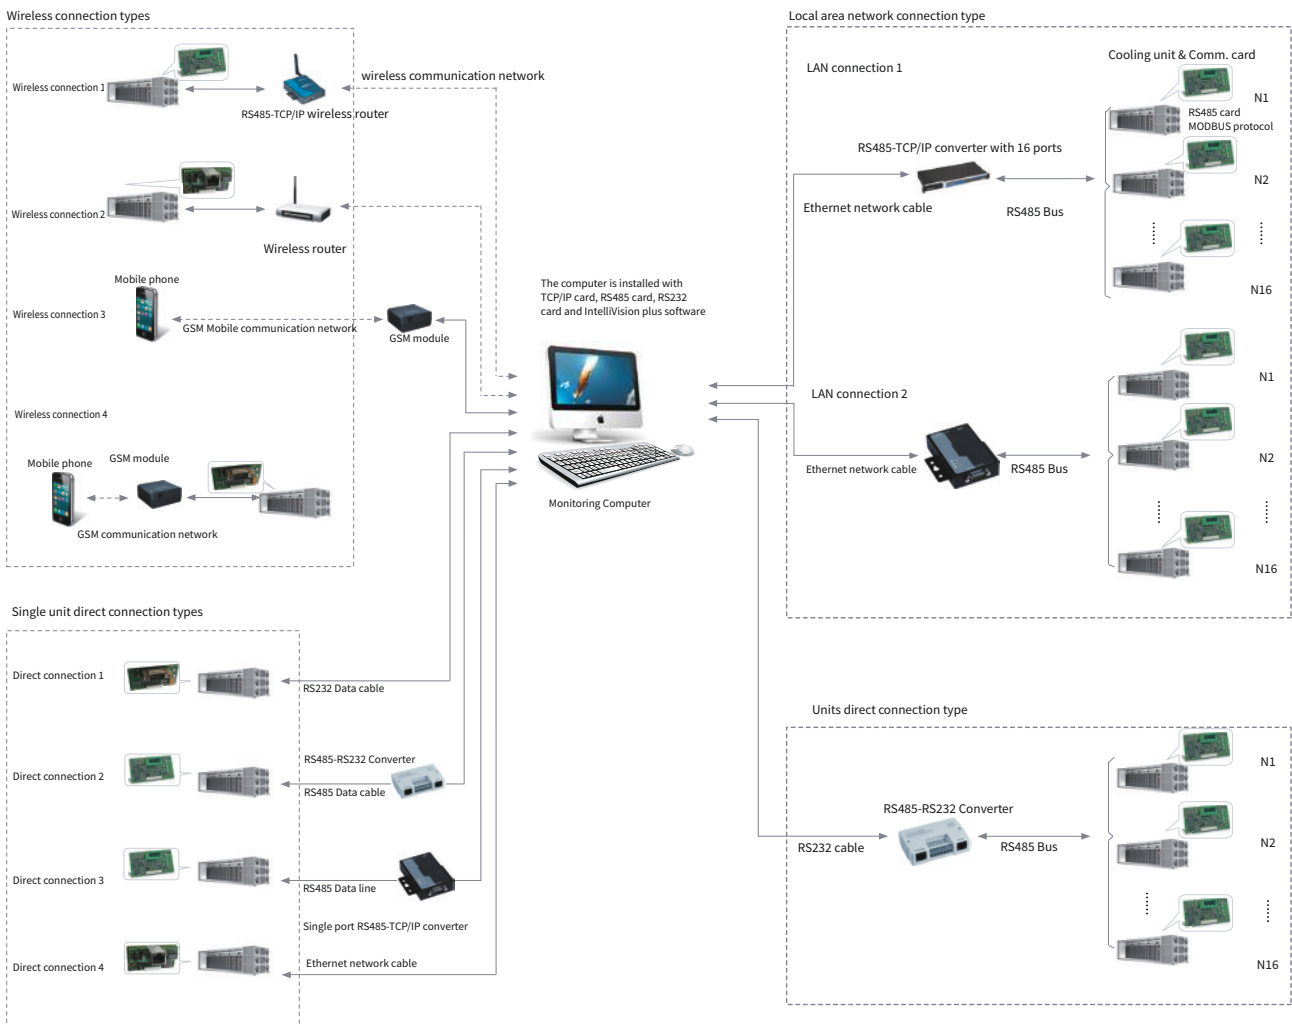 Wireless connection types
Wireless connection 1
RS485-TCP/IP wireless router
wireless communication network
Wireless connection 2
Wireless router
Mobile phone
Wireless connection 3
GSM Mobile communication network
GSM module
Wireless connection 4
Mobile phone
GSM module
GSM communication network
The computer is installed with
TCP/IP card, RS485 card, RS232
card and IntelliVision plus software
Monitoring Computer
Single unit direct connection types
Direct connection 1
RS232 Data cable
Direct connection 2
RS485-RS232 Converter
RS485 Data cable
Direct connection 3
RS485 Data line
Single port RS485-TCP/IP converter
Direct connection 4
Ethernet network cable
Local area network connection type
LAN connection 1
Cooling unit & Comm. card
N1
RS485 card
MODBUS protocol
RS485-TCP/IP converter with 16 ports
Ethernet network cable
RS485 Bus
N2
N16
LAN connection 2
Ethernet network cable
RS485 Bus
N1
N2
N16
Units direct connection type
RS485-RS232 Converter
RS232 cable
RS485 Bus
N1
N2
N16